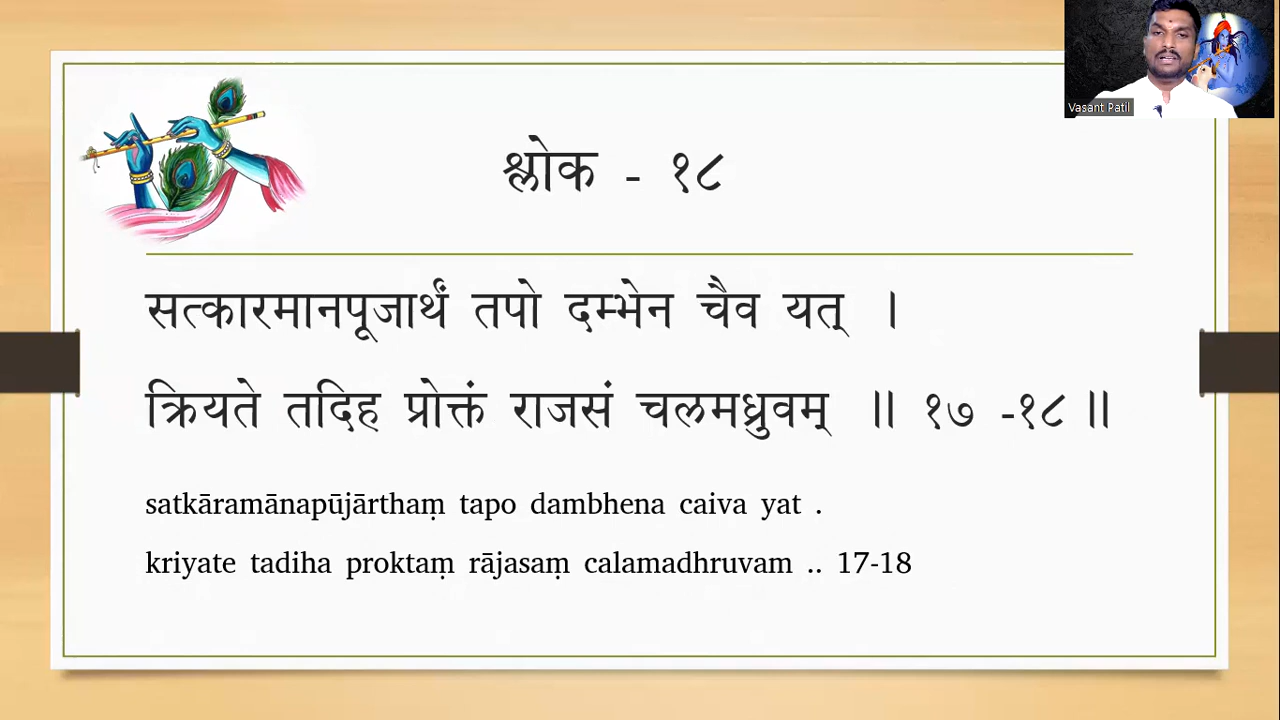 Vasant Patil
श्लोक - १८
सत्कारमानपूजार्थं तपो दम्भेन चैव यत् ।
क्रियते तदिह प्रोक्तं राजसं चलमध्रुवम् ॥ १७ -१८॥
satkāramānapūjārthaṃ tapo dambhena caiva yat .
kriyate tadiha proktaṃ rājasaṃ calamadhruvam .. 17-18